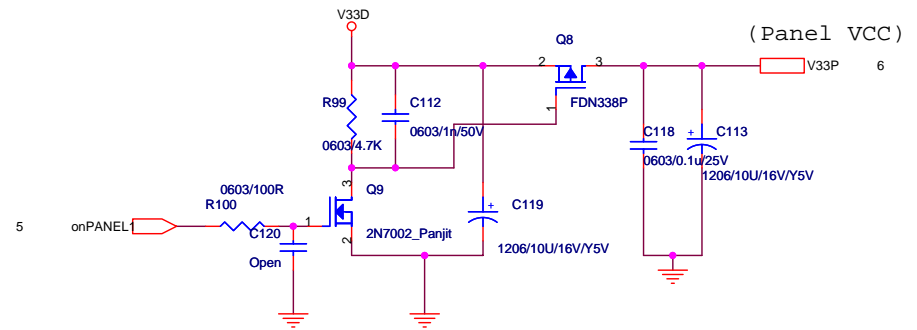 V33D
(Panel VCC)
Q8
2
3
V33P 6
R99
C112
FDN338P
1
0603/1n/50V
0603/4.7K
C118
+
C113
0603/0.1u/25V
1206/10U/16V/Y5V
0603/100R
R100
3
Q9
+
C119
5 onPANEL1
1
C120
2
2N7002_Panjit
1206/10U/16V/Y5V
Open